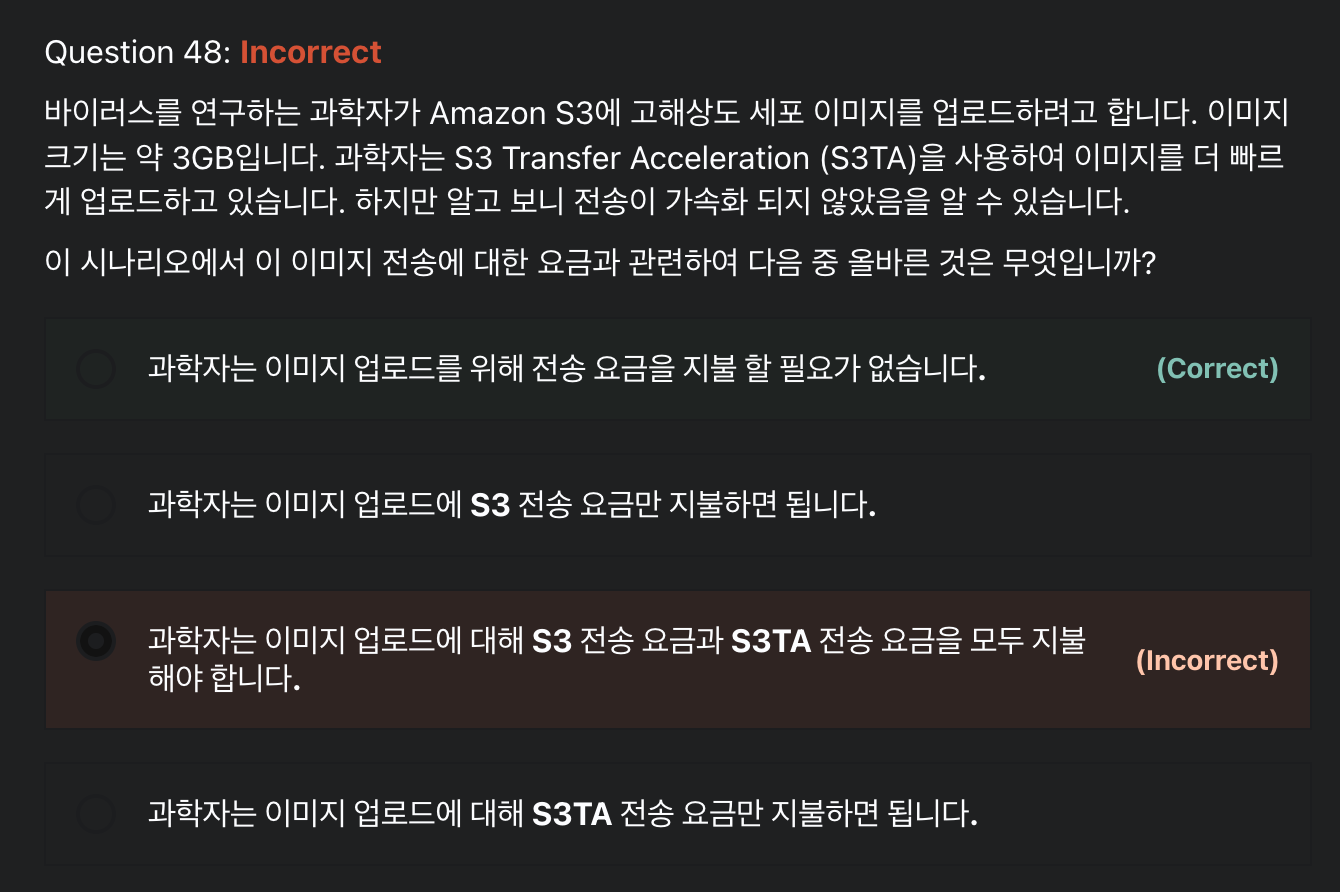 Question 48: Incorrect
바이러스를 연구하는 과학자가 Amazon S3에 고해상도 세포 이미지를 업로드하려고 합니다. 이미지
크기는 약 3GB입니다. 과학자는 S3 Transfer Acceleration (S3TA)을 사용하여 이미지를 더 빠르
게 업로드하고 있습니다. 하지만 알고 보니 전송이 가속화 되지 않았음을 알 수 있습니다.
이 시나리오에서 이 이미지 전송에 대한 요금과 관련하여 다음 중 올바른 것은 무엇입니까?
과학자는 이미지 업로드를 위해 전송 요금을 지불 할 필요가 없습니다. (Correct)
과학자는 이미지 업로드에 S3 전송 요금만 지불하면 됩니다.
과학자는 이미지 업로드에 대해 S3 전송 요금과 S3TA 전송 요금을 모두 지불
해야 합니다.
(Incorrect)
과학자는 이미지 업로드에 대해 S3TA 전송 요금만 지불하면 됩니다.